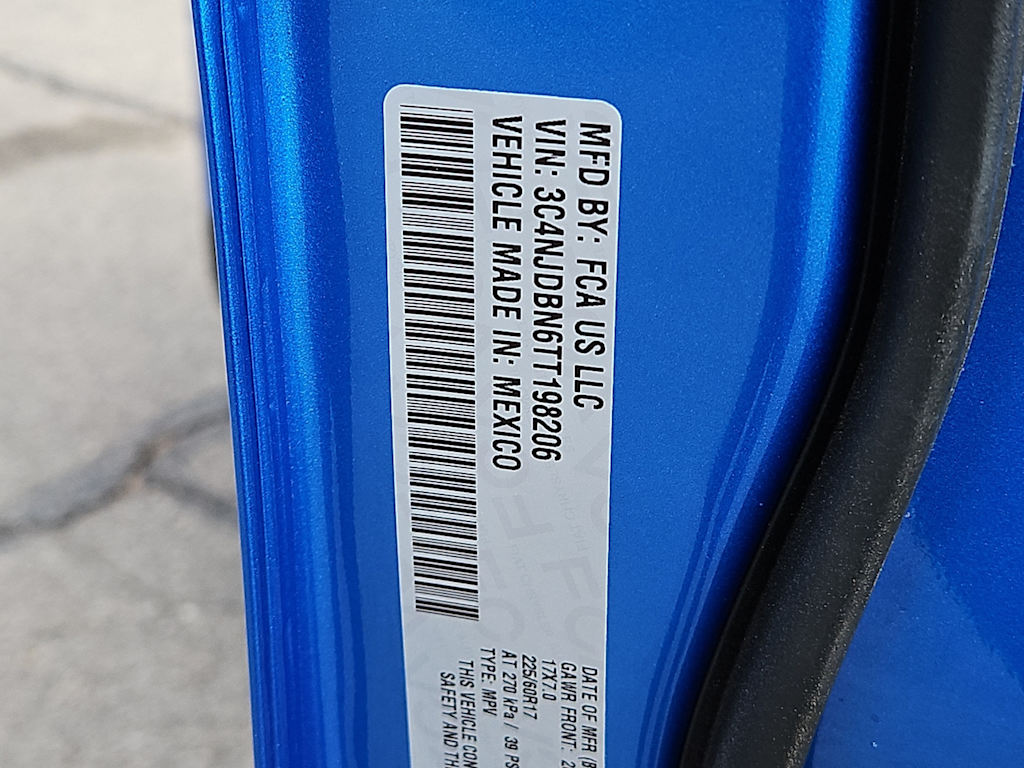 MFD BY: FCA US LLC
VIN: 3C4NJDBN6TT198206
VEHICLE MADE IN: MEXICO
DATE OF MFR
GAWR FRONT:
17X7.0
225/60R17
AT 270 kPa / 39
TYPE: MPV
THIS VEHICLE
SAFETY AND